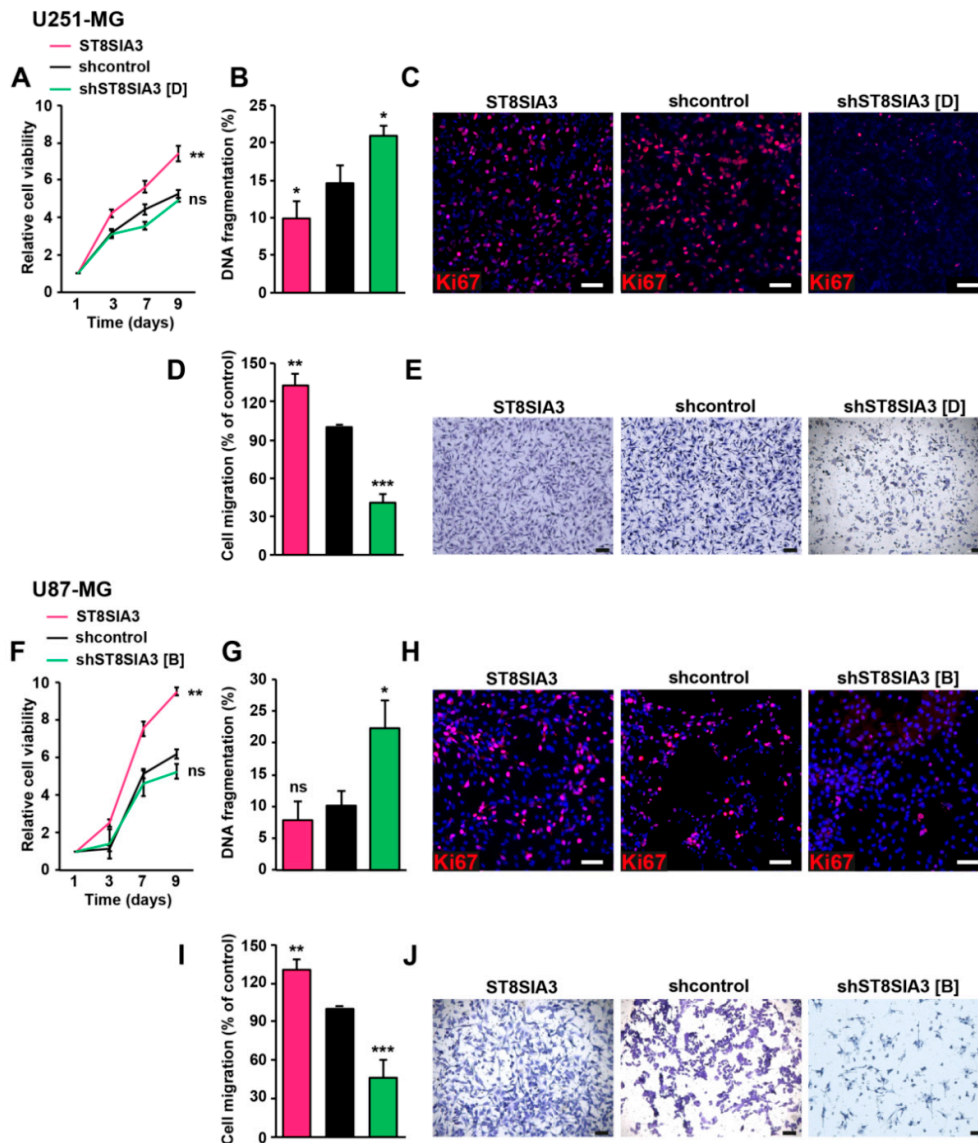 U251-MG
ST8SIA3
shcontrol
shST8SIA3 [D]
A
Relative cell viability
10
8
6
4
2
0
1 3 7 9
Time (days)
**
ns
B
DNA fragmentation (%)
25
20
15
10
5
0
*
*
C
ST8SIA3 shcontrol shST8SIA3 [D]
Ki67 Ki67 Ki67
D
Cell migration (% of control)
150
120
90
60
30
0
**
***
E
ST8SIA3 shcontrol shST8SIA3 [D]
U87-MG
ST8SIA3
shcontrol
shST8SIA3 [B]
F
Relative cell viability
10
8
6
4
2
0
1 3 7 9
Time (days)
**
ns
G
DNA fragmentation (%)
30
25
20
15
10
5
0
ns
*
H
ST8SIA3 shcontrol shST8SIA3 [B]
Ki67 Ki67 Ki67
I
Cell migration (% of control)
150
120
90
60
30
0
**
***
J
ST8SIA3 shcontrol shST8SIA3 [B]